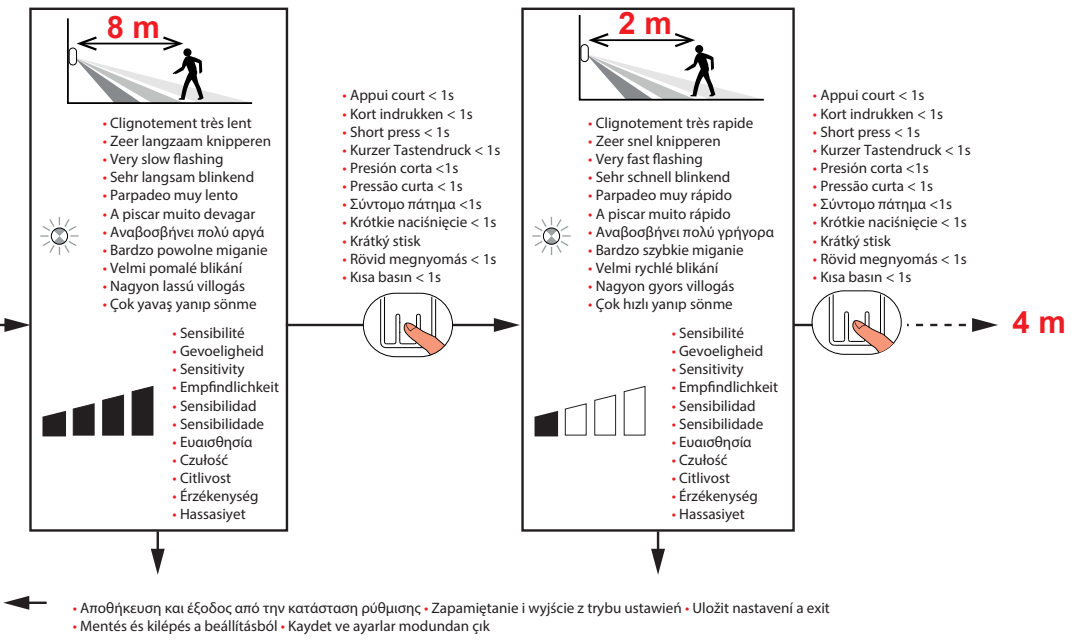 8 m
• Clignotement très lent
• Zeer langzaam knipperen
• Very slow flashing
• Sehr langsam blinkend
• Parpadeo muy lento
• A piscar muito devagar
• Αναβοσβήνει πολύ αργά
• Bardzo powolne miganie
• Velmi pomalé blikání
• Nagyon lassú villogás
• Çok yavaş yanıp sönme
• Sensibilité
• Gevoeligheid
• Sensitivity
• Empfindlichkeit
• Sensibilidad
• Sensibilidade
• Ευαισθησία
• Czułość
• Citlivost
• Érzékenység
• Hassasiyet
• Appui court < 1s
• Kort indrukken < 1s
• Short press < 1s
• Kurzer Tastendruck < 1s
• Presión corta <1s
• Pressão curta < 1s
• Σύντομο πάτημα <1s
• Krótkie naciśnięcie < 1s
• Krátký stisk
• Rövid megnyomás < 1s
• Kısa basın < 1s
2 m
• Clignotement très rapide
• Zeer snel knipperen
• Very fast flashing
• Sehr schnell blinkend
• Parpadeo muy rápido
• A piscar muito rápido
• Αναβοσβήνει πολύ γρήγορα
• Bardzo szybkie miganie
• Velmi rychlé blikání
• Nagyon gyors villogás
• Çok hızlı yanıp sönme
• Sensibilité
• Gevoeligheid
• Sensitivity
• Empfindlichkeit
• Sensibilidad
• Sensibilidade
• Ευαισθησία
• Czułość
• Citlivost
• Érzékenység
• Hassasiyet
• Appui court < 1s
• Kort indrukken < 1s
• Short press < 1s
• Kurzer Tastendruck < 1s
• Presión corta <1s
• Pressão curta < 1s
• Σύντομο πάτημα <1s
• Krótkie naciśnięcie < 1s
• Krátký stisk
• Rövid megnyomás < 1s
• Kısa basın < 1s
4 m
• Αποθήκευση και έξοδος από την κατάσταση ρύθμισης • Zapamiętanie i wyjście z trybu ustawień • Uložit nastavení a exit
• Mentés és kilépés a beállításból • Kaydet ve ayarlar modundan çık